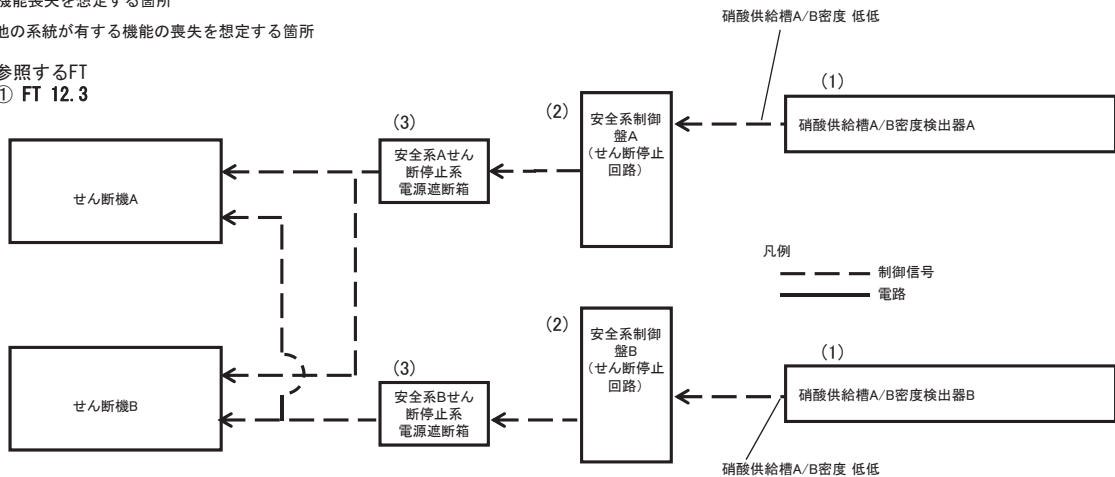 機能喪失を想定する箇所
他の系統が有する機能の喪失を想定する箇所
参照するFT
① FT 12.3
硝酸供給槽A/B密度 低低
(1)
硝酸供給槽A/B密度検出器A
(2)
安全系制御
盤A
(せん断停止
回路)
(3)
安全系Aせん
断停止系
電源遮断箱
せん断機A
凡例
制御信号
電路
(2)
安全系制御
盤B
(せん断停止
回路)
(1)
硝酸供給槽A/B密度検出器B
(3)
安全系Bせん
断停止系
電源遮断箱
せん断機B
硝酸供給槽A/B密度 低低